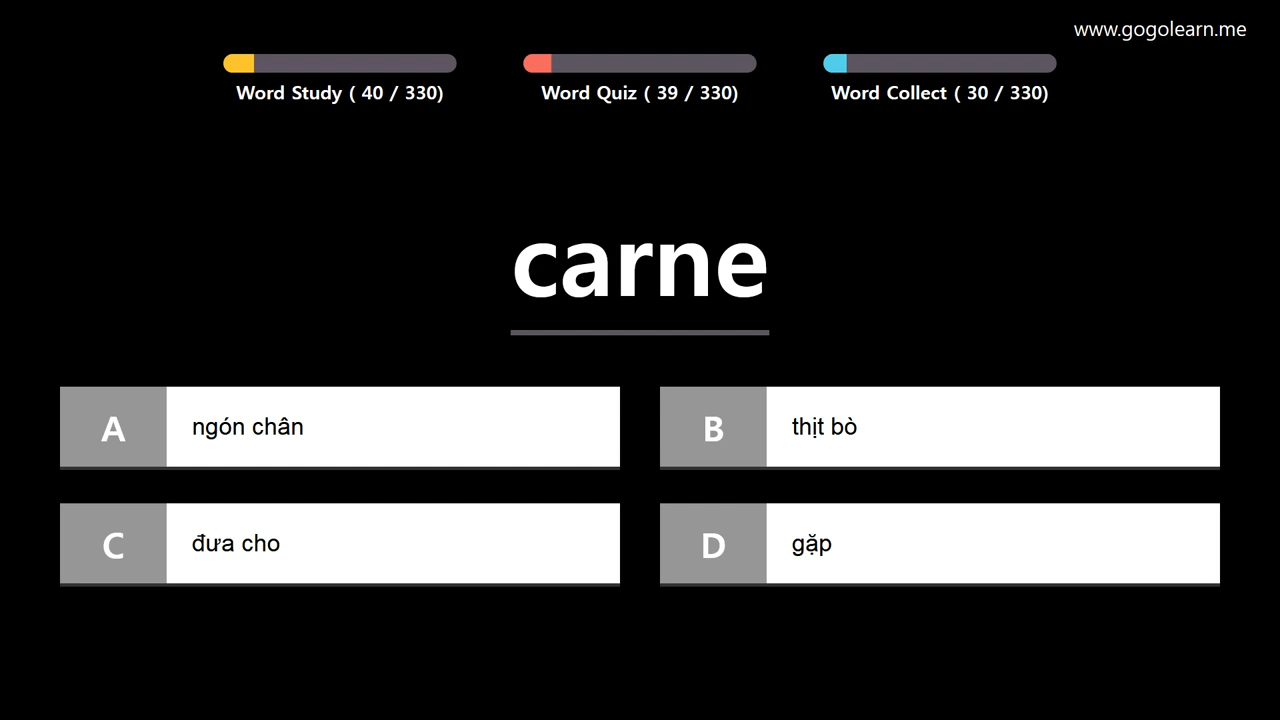 www.gogolearn.me
Word Study ( 40 / 330)
Word Quiz ( 39 / 330)
Word Collect ( 30 / 330)
carne
A ngón chân
B thịt bò
C đưa cho
D gặp